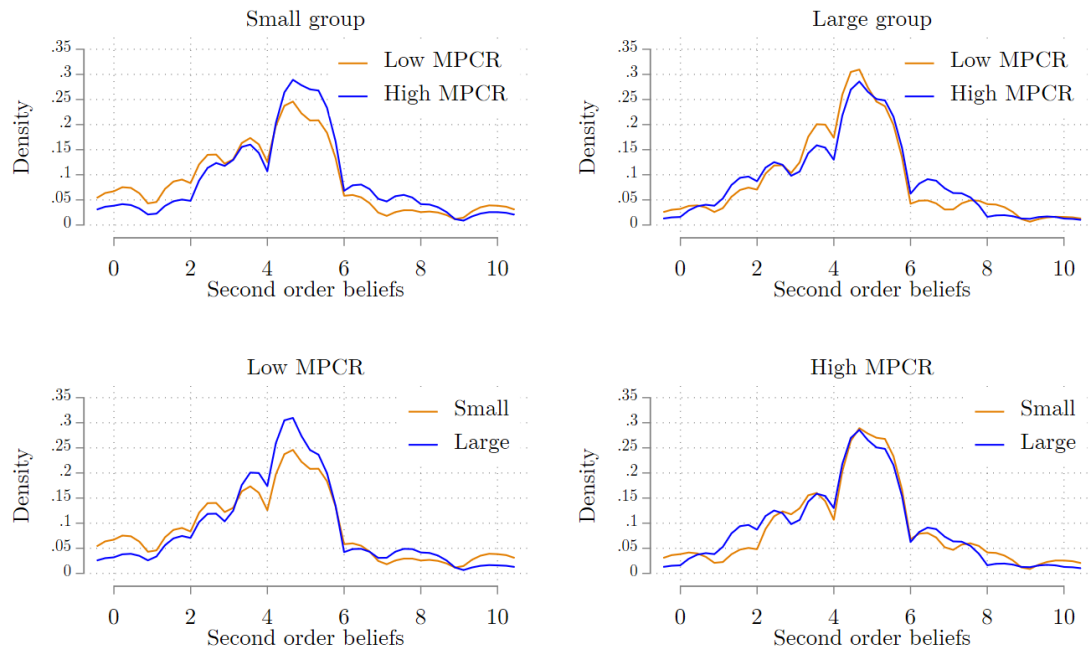 Small group
Low MPCR
High MPCR
Density
.35
.3
.25
.2
.15
.1
.05
0
0 2 4 6 8 10
Second order beliefs
Large group
Low MPCR
High MPCR
Density
.35
.3
.25
.2
.15
.1
.05
0
0 2 4 6 8 10
Second order beliefs
Low MPCR
Small
Large
Density
.35
.3
.25
.2
.15
.1
.05
0
0 2 4 6 8 10
Second order beliefs
High MPCR
Small
Large
Density
.35
.3
.25
.2
.15
.1
.05
0
0 2 4 6 8 10
Second order beliefs